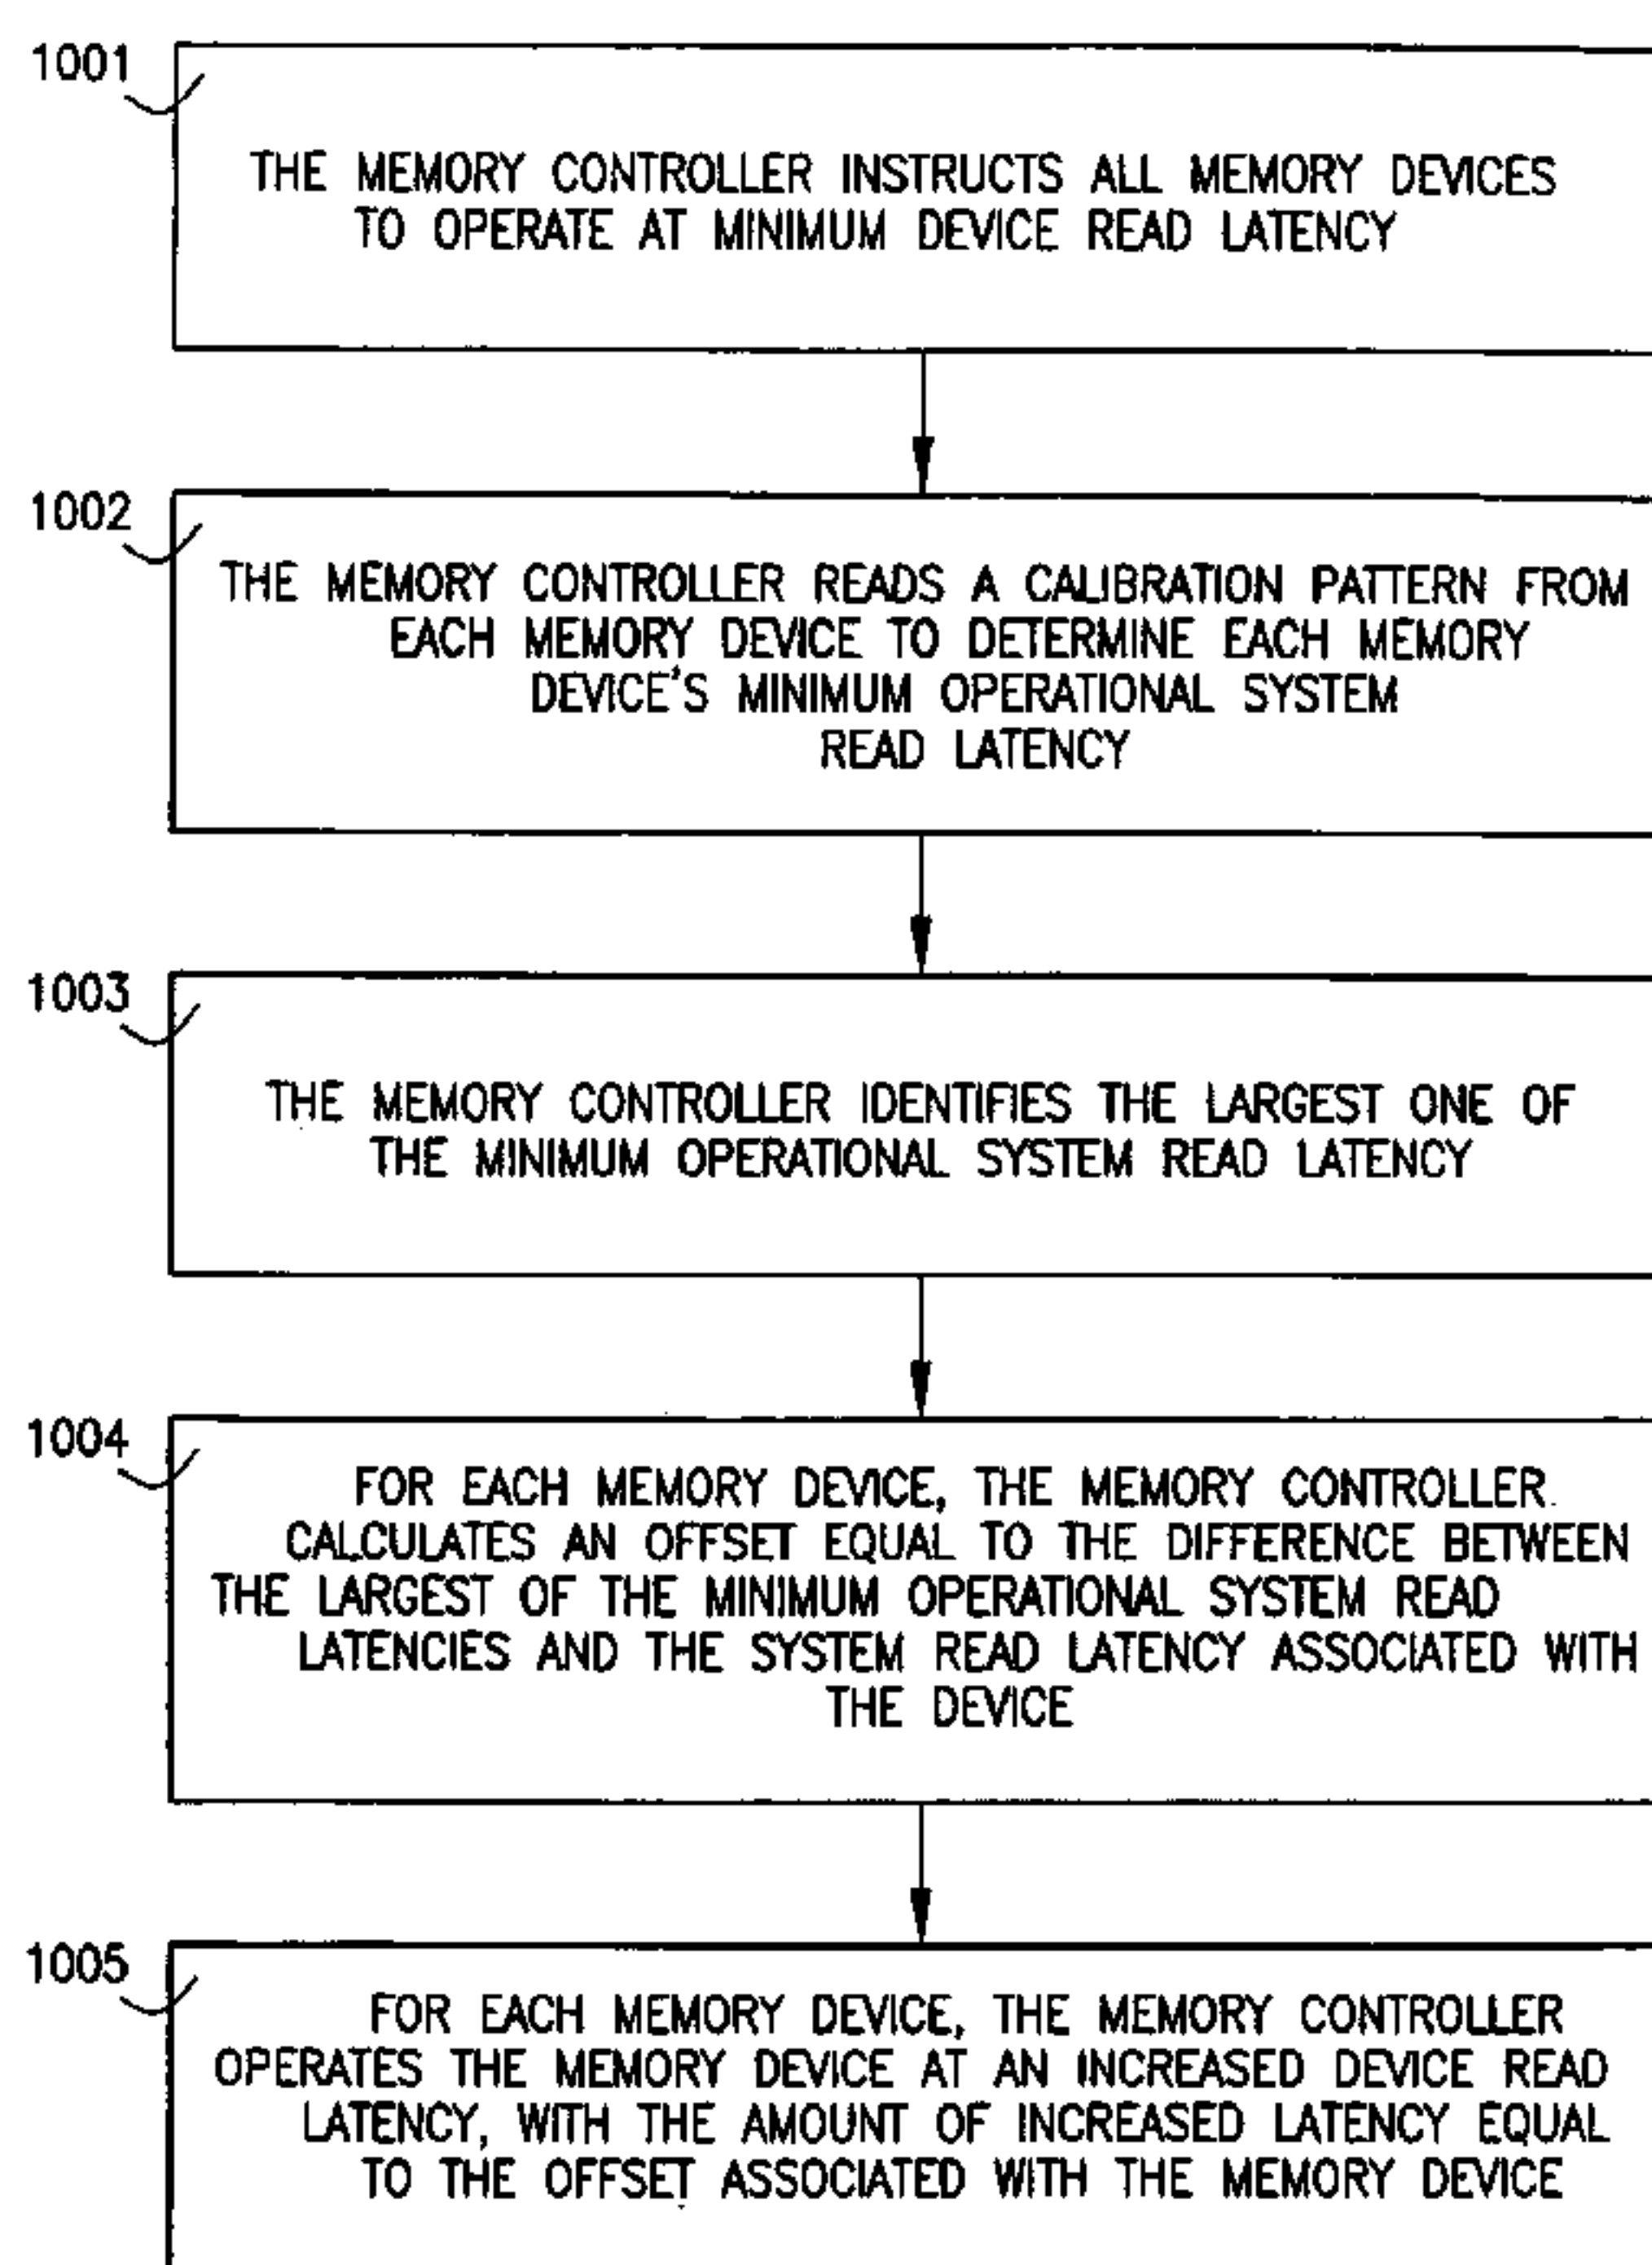 1001
THE MEMORY CONTROLLER INSTRUCTS ALL MEMORY DEVICES
TO OPERATE AT MINIMUM DEVICE READ LATENCY
1002
THE MEMORY CONTROLLER READS A CALIBRATION PATTERN FROM
EACH MEMORY DEVICE TO DETERMINE EACH MEMORY
DEVICE'S MINIMUM OPERATIONAL SYSTEM
READ LATENCY
1003
THE MEMORY CONTROLLER IDENTIFIES THE LARGEST ONE OF
THE MINIMUM OPERATIONAL SYSTEM READ LATENCY
1004
FOR EACH MEMORY DEVICE, THE MEMORY CONTROLLER
CALCULATES AN OFFSET EQUAL TO THE DIFFERENCE BETWEEN
THE LARGEST OF THE MINIMUM OPERATIONAL SYSTEM READ
LATENCIES AND THE SYSTEM READ LATENCY ASSOCIATED WITH
THE DEVICE
1005
FOR EACH MEMORY DEVICE, THE MEMORY CONTROLLER
OPERATES THE MEMORY DEVICE AT AN INCREASED DEVICE READ
LATENCY, WITH THE AMOUNT OF INCREASED LATENCY EQUAL
TO THE OFFSET ASSOCIATED WITH THE MEMORY DEVICE